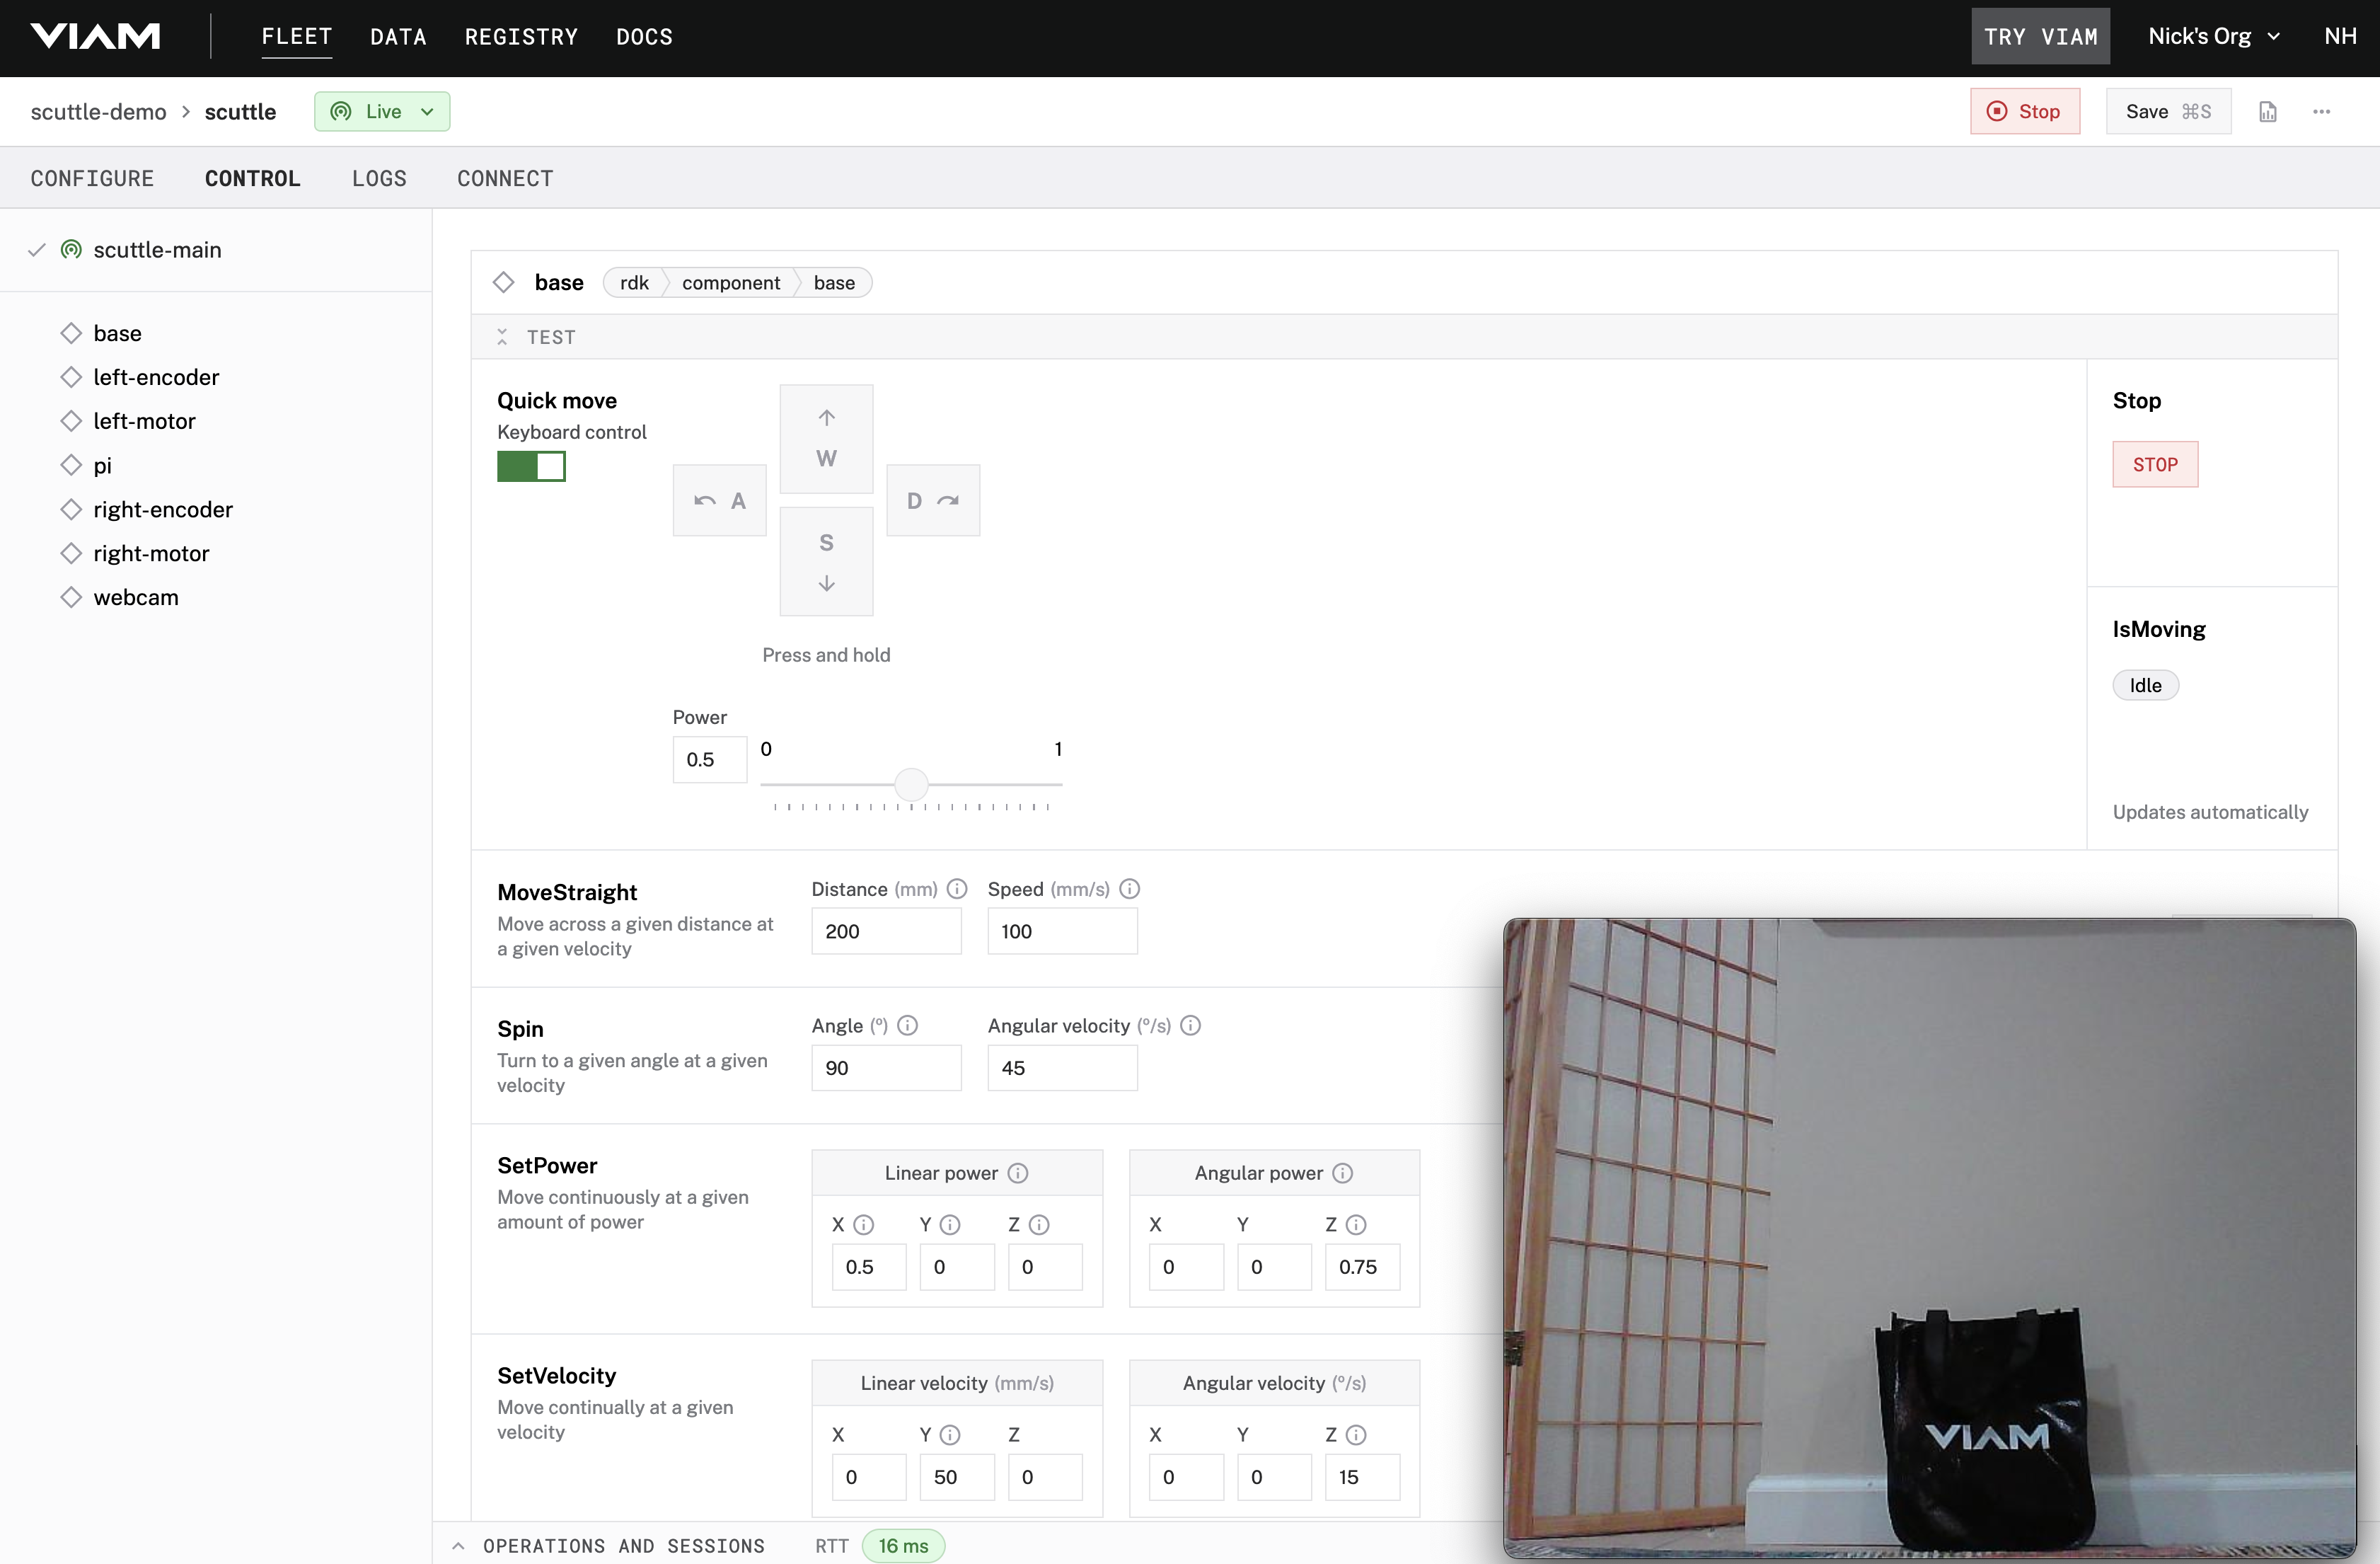 VIAM
FLEET
DATA
REGISTRY
DOCS
TRY VIAM
Nick's Org
NH
scuttle-demo
scuttle
Live
Stop
Save ⌘S
CONFIGURE
CONTROL
LOGS
CONNECT
scuttle-main
base
left-encoder
left-motor
pi
right-encoder
right-motor
webcam
base
rdk
component
base
TEST
Quick move
Keyboard control
W
A
D
S
Press and hold
Power
0.5
0
1
Stop
STOP
IsMoving
Idle
Updates automatically
MoveStraight
Move across a given distance at
a given velocity
Distance (mm)
Speed (mm/s)
200
100
Spin
Turn to a given angle at a given
velocity
Angle (°)
Angular velocity (°/s)
90
45
SetPower
Move continuously at a given
amount of power
Linear power
X
Y
Z
0.5
0
0
Angular power
X
Y
Z
0
0
0.75
SetVelocity
Move continually at a given
velocity
Linear velocity (mm/s)
X
Y
Z
0
50
0
Angular velocity (°/s)
X
Y
Z
0
0
15
VIAM
OPERATIONS AND SESSIONS
RTT
16 ms